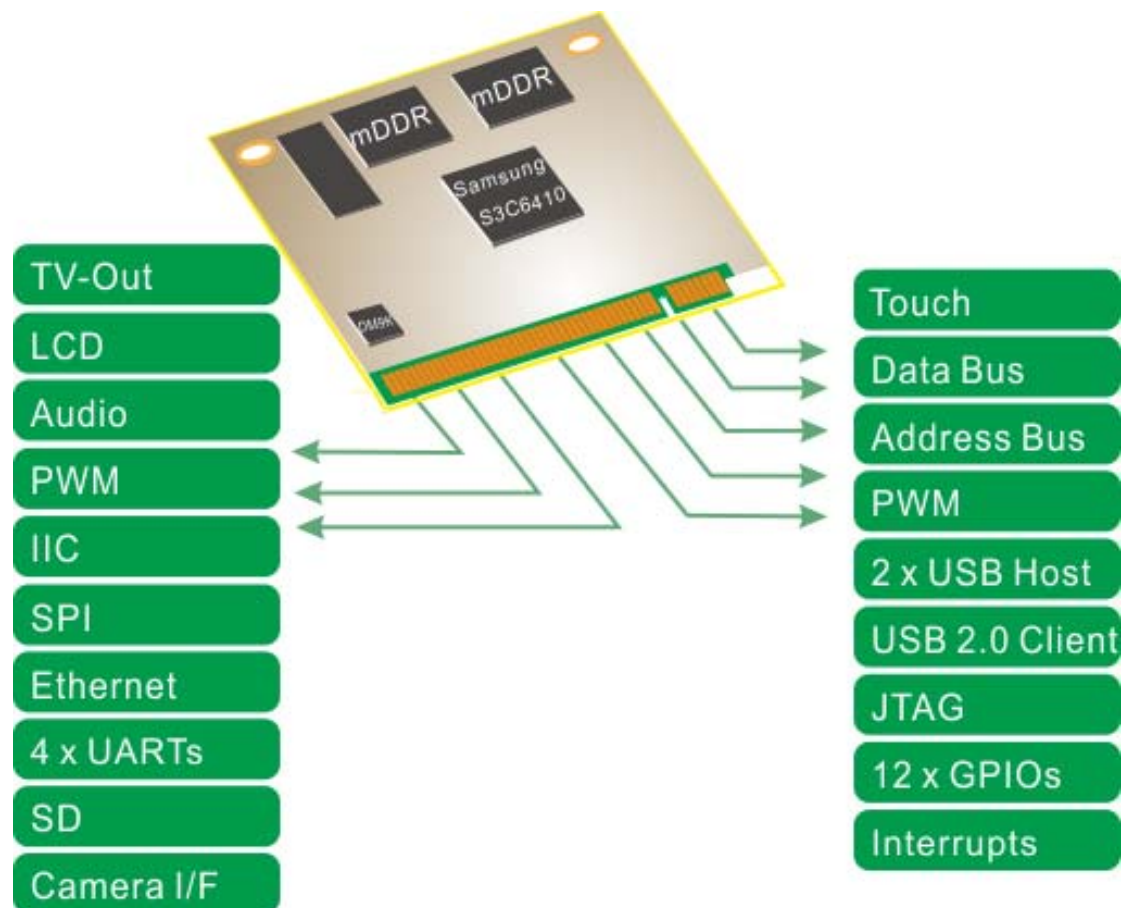 mDDR
mDDR
Samsung
S3C6410
DM9K
TV-Out
LCD
Audio
PWM
IIC
SPI
Ethernet
4 x UARTs
SD
Camera I/F
Touch
Data Bus
Address Bus
PWM
2 x USB Host
USB 2.0 Client
JTAG
12 x GPIOs
Interrupts